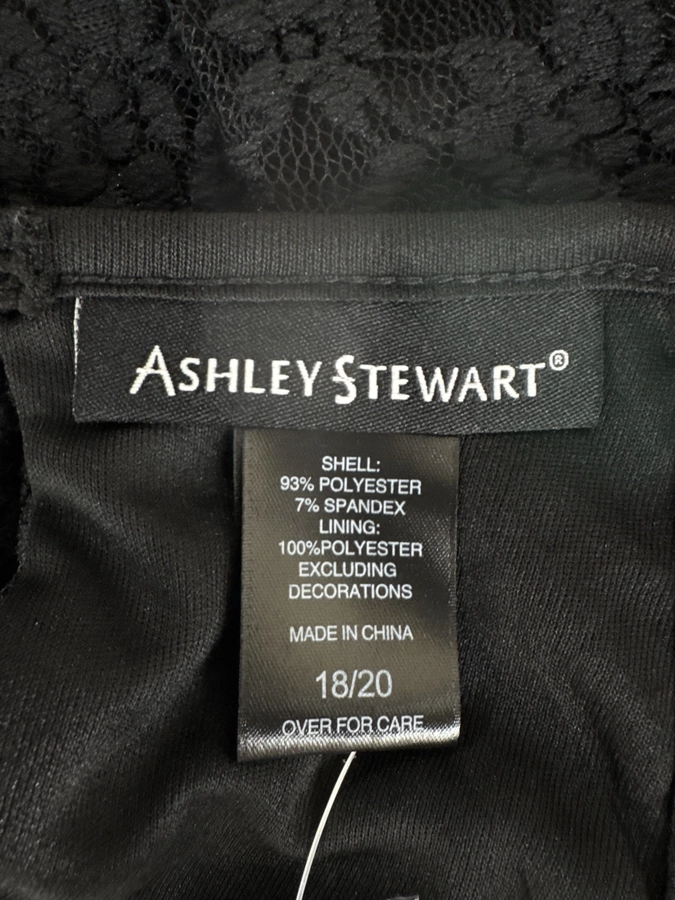 ASHLEY STEWART®
SHELL:
93% POLYESTER
7% SPANDEX
LINING:
100%POLYESTER
EXCLUDING
DECORATIONS
MADE IN CHINA
18/20
OVER FOR CARE